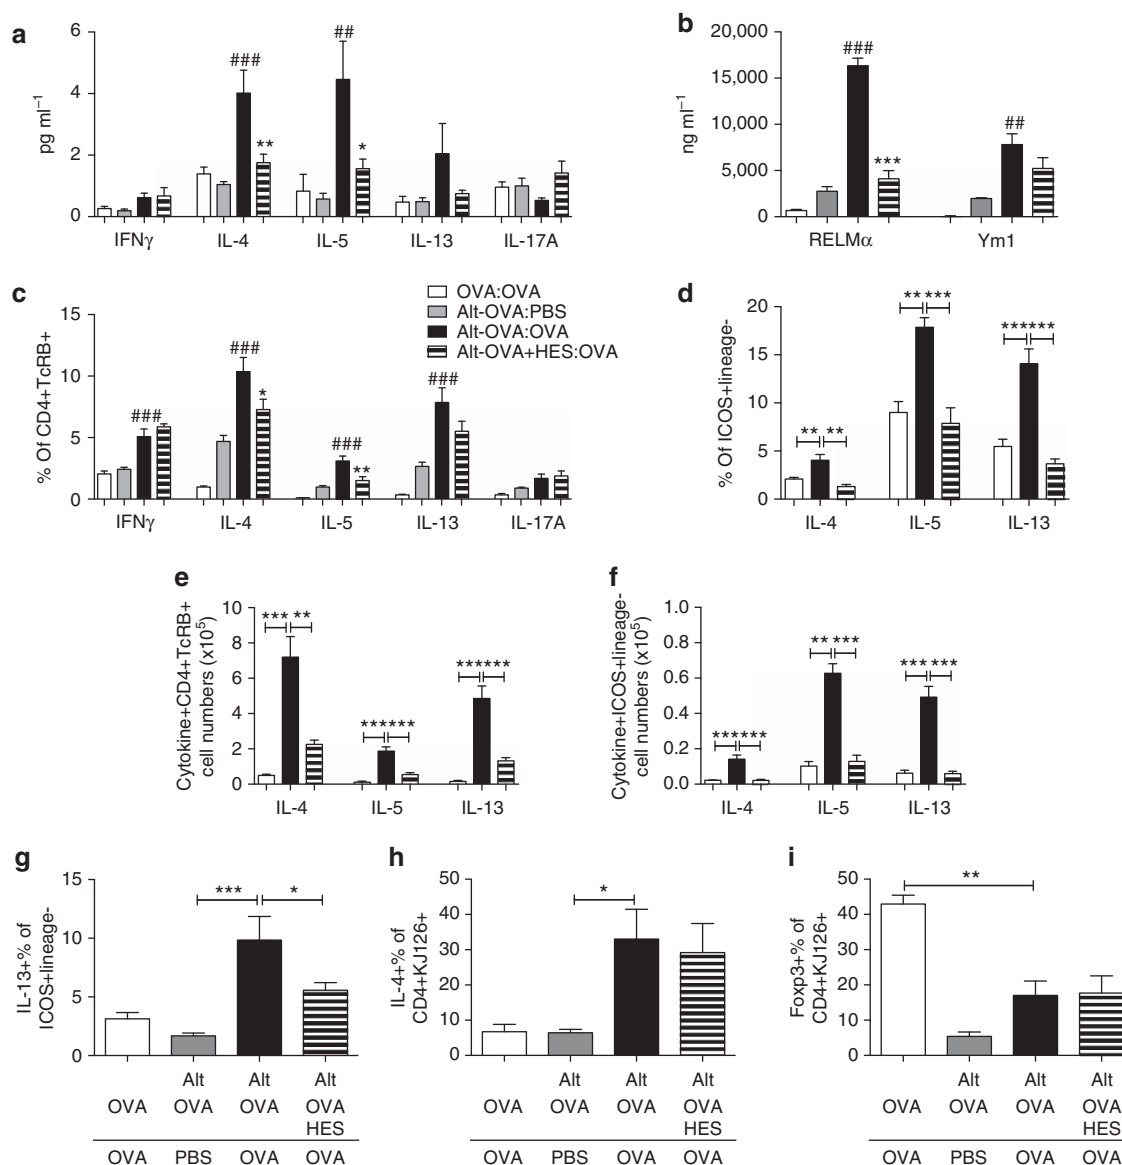 a
6
4
2
0
pg ml⁻¹
###
**
##
*
IFNγ IL-4 IL-5 IL-13 IL-17A
b
20,000
15,000
10,000
5,000
0
ng ml⁻¹
###
***
##
RELMα Ym1
c
OVA:OVA
Alt-OVA:PBS
Alt-OVA:OVA
Alt-OVA+HES:OVA
15
10
5
0
% Of CD4+TcRB+
###
###
*
###
**
###
IFNγ IL-4 IL-5 IL-13 IL-17A
d
20
15
10
5
0
% Of ICOS+lineage-
** **
** ***
*** ***
IL-4 IL-5 IL-13
e
10
8
6
4
2
0
Cytokine+CD4+TcRB+
cell numbers (x10⁵)
*** **
*** ***
*** ***
IL-4 IL-5 IL-13
f
1.0
0.8
0.6
0.4
0.2
0.0
Cytokine+ICOS+lineage-
cell numbers (x10⁵)
*** ***
** ***
*** ***
IL-4 IL-5 IL-13
g
15
10
5
0
IL-13+% of
ICOS+lineage-
*** *
Alt Alt Alt
OVA OVA OVA OVA
HES
OVA PBS OVA OVA
h
50
40
30
20
10
0
IL-4+% of
CD4+KJ126+
*
Alt Alt Alt
OVA OVA OVA OVA
HES
OVA PBS OVA OVA
i
50
40
30
20
10
0
Foxp3+% of
CD4+KJ126+
**
Alt Alt Alt
OVA OVA OVA OVA
HES
OVA PBS OVA OVA